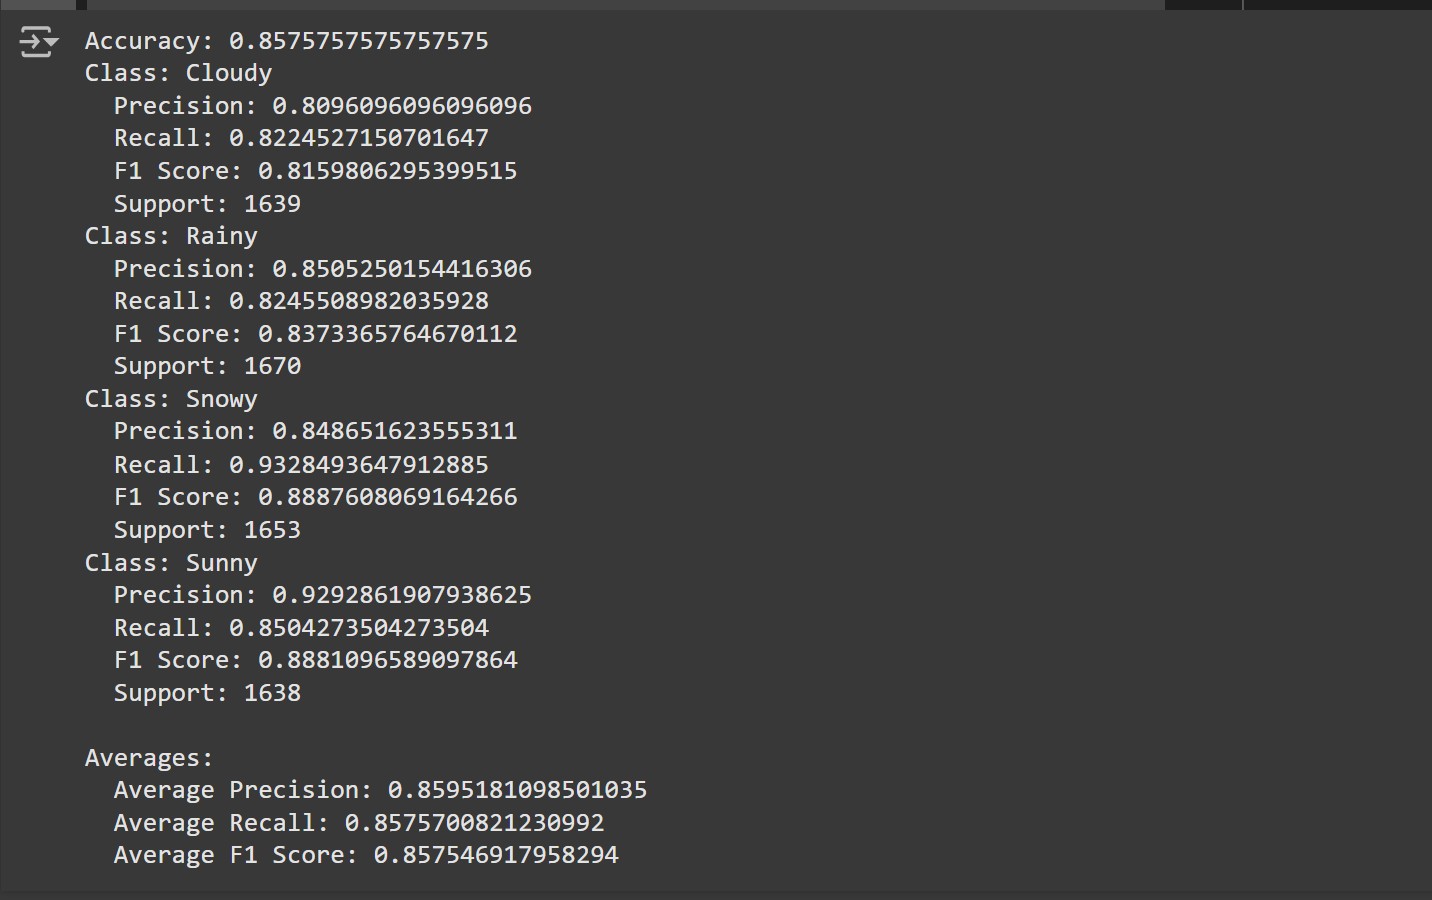 Accuracy: 0.8575757575757575
Class: Cloudy
Precision: 0.8096096096096096
Recall: 0.8224527150701647
F1 Score: 0.8159806295399515
Support: 1639
Class: Rainy
Precision: 0.8505250154416306
Recall: 0.8245508982035928
F1 Score: 0.8373365764670112
Support: 1670
Class: Snowy
Precision: 0.848651623555311
Recall: 0.9328493647912885
F1 Score: 0.8887608069164266
Support: 1653
Class: Sunny
Precision: 0.9292861907938625
Recall: 0.8504273504273504
F1 Score: 0.8881096589097864
Support: 1638
Averages:
Average Precision: 0.8595181098501035
Average Recall: 0.8575700821230992
Average F1 Score: 0.857546917958294